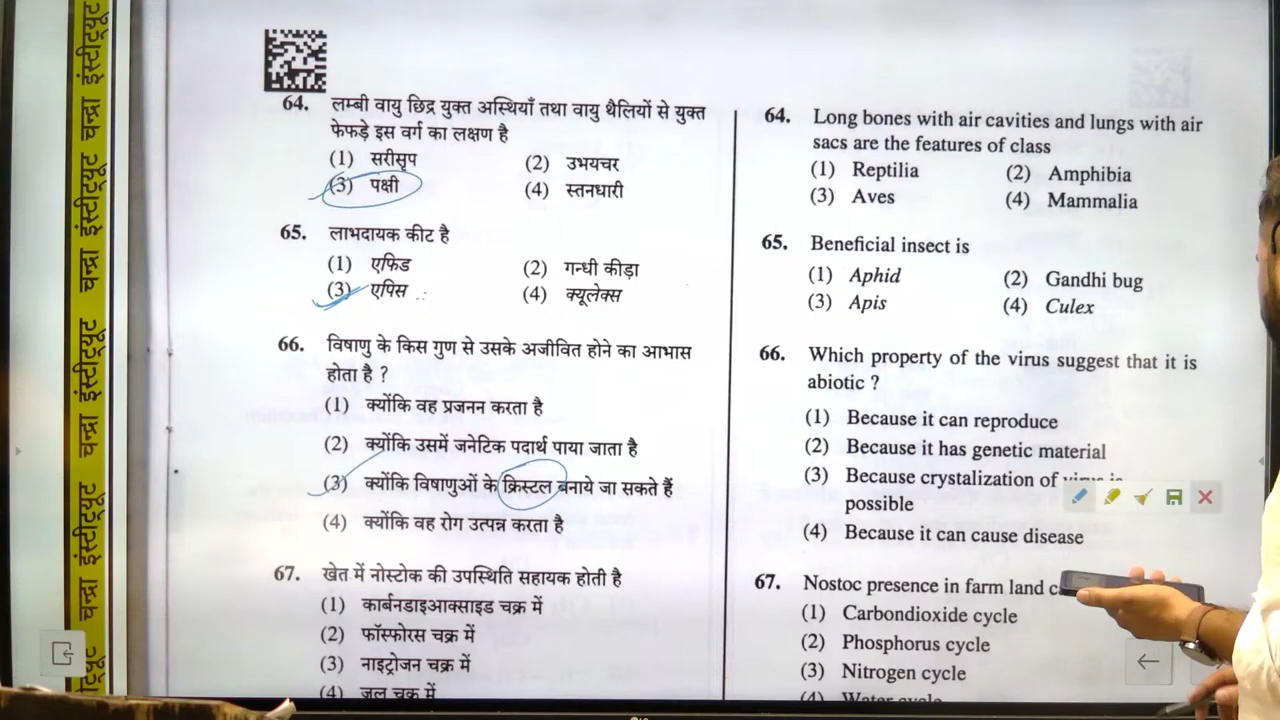 चन्द्रा इंस्टीट्यूट चन्द्रा इंस्टीट्यूट चन्द्रा इंस्टीट्यूट
64. लम्बी वायु छिद्र युक्त अस्थियाँ तथा वायु थैलियों से युक्त
फेफड़े इस वर्ग का लक्षण है
(1) सरीसृप (2) उभयचर
(3) पक्षी (4) स्तनधारी
65. लाभदायक कीट है
(1) एफिड (2) गन्धी कीड़ा
(3) एपिस (4) क्यूलेक्स
66. विषाणु के किस गुण से उसके अजीवित होने का आभास
होता है ?
(1) क्योंकि वह प्रजनन करता है
(2) क्योंकि उसमें जनेटिक पदार्थ पाया जाता है
(3) क्योंकि विषाणुओं के क्रिस्टल बनाये जा सकते हैं
(4) क्योंकि वह रोग उत्पन्न करता है
67. खेत में नोस्टोक की उपस्थिति सहायक होती है
(1) कार्बनडाइआक्साइड चक्र में
(2) फॉस्फोरस चक्र में
(3) नाइट्रोजन चक्र में
(4) जल चक्र में
64. Long bones with air cavities and lungs with air
sacs are the features of class
(1) Reptilia (2) Amphibia
(3) Aves (4) Mammalia
65. Beneficial insect is
(1) Aphid (2) Gandhi bug
(3) Apis (4) Culex
66. Which property of the virus suggest that it is
abiotic ?
(1) Because it can reproduce
(2) Because it has genetic material
(3) Because crystalization of virus is
possible
(4) Because it can cause disease
67. Nostoc presence in farm land
(1) Carbondioxide cycle
(2) Phosphorus cycle
(3) Nitrogen cycle
(4) Water cycle